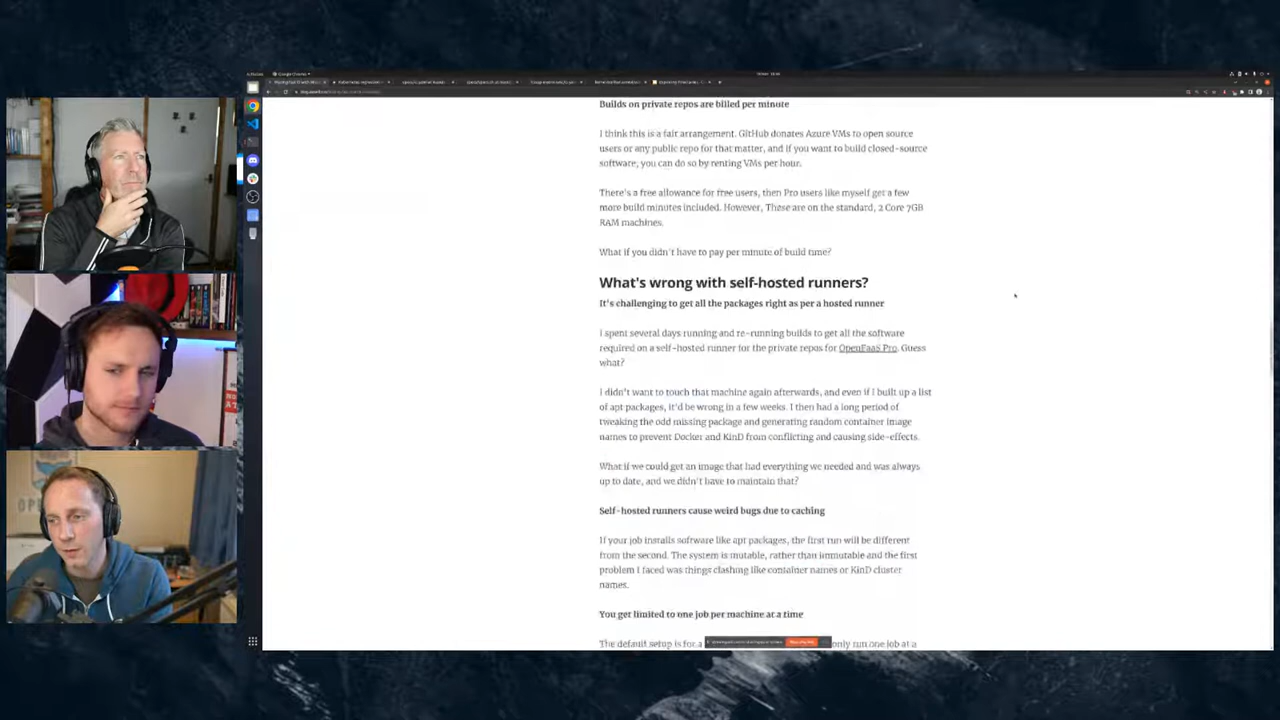 Builds on private repos are billed per minute
I think this is a fair arrangement. GitHub donates Azure VMs to open source
users or any public repo for that matter, and if you want to build closed-source
software, you can do so by renting VMs per hour.
There's a free allowance for free users, then Pro users like myself get a few
more build minutes included. However, These are on the standard, 2 Core 7GB
RAM machines.
What if you didn't have to pay per minute of build time?
What's wrong with self-hosted runners?
It's challenging to get all the packages right as per a hosted runner
I spent several days running and re-running builds to get all the software
required on a self-hosted runner for the private repos for OpenFaaS Pro. Guess
what?
I didn't want to touch that machine again afterwards, and even if I built up a list
of apt packages, it'd be wrong in a few weeks. I then had a long period of
tweaking the odd missing package and generating random container image
names to prevent Docker and KinD from conflicting and causing side-effects.
What if we could get an image that had everything we needed and was always
up to date, and we didn't have to maintain that?
Self-hosted runners cause weird bugs due to caching
If your job installs software like apt packages, the first run will be different
from the second. The system is mutable, rather than immutable and the first
problem I faced was things clashing like container names or KinD cluster
names.
You get limited to one job per machine at a time
The default setup is for a only run one job at a